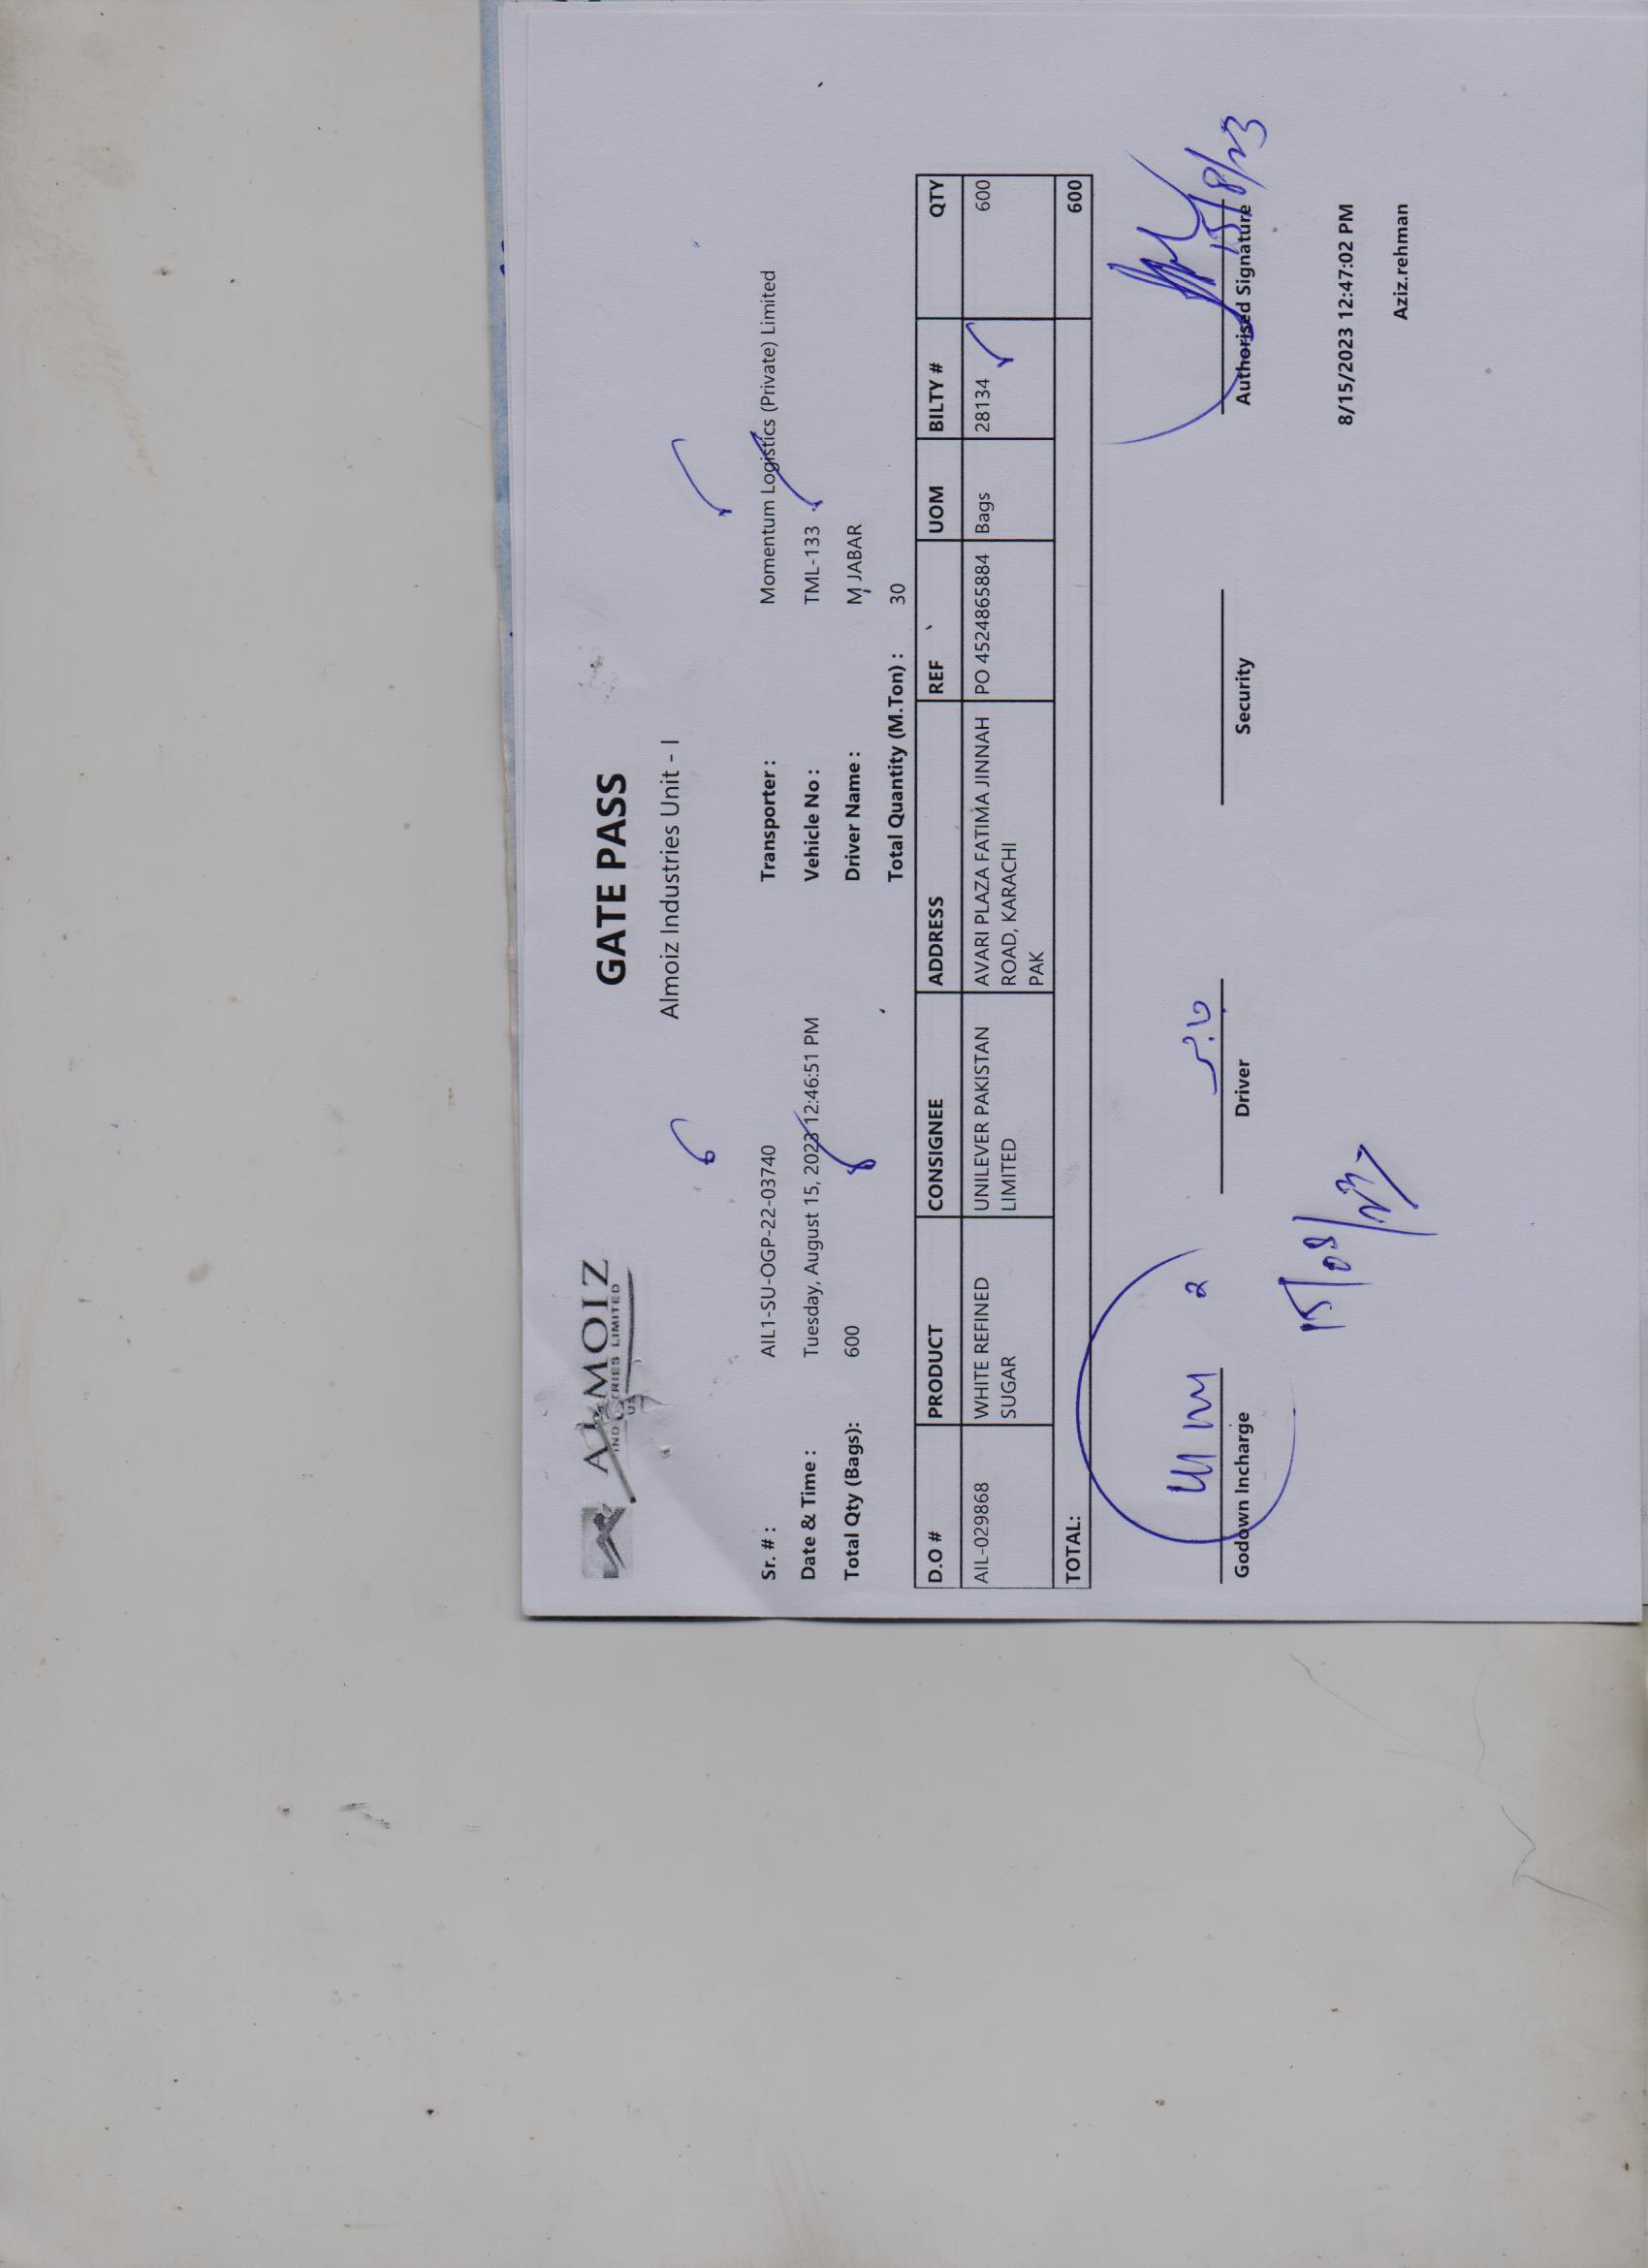 ALMOIZ
INDUSTRIES LIMITED
GATE PASS
Almoiz Industries Unit - I
Sr. # : AIL1-SU-OGP-22-03740 Transporter : Momentum Logistics (Private) Limited
Date & Time : Tuesday, August 15, 2023 12:46:51 PM Vehicle No : TML-133
Total Qty (Bags): 600 Driver Name : M JABAR
Total Quantity (M.Ton) : 30
D.O # PRODUCT CONSIGNEE ADDRESS REF UOM BILTY # QTY
AIL-029868 WHITE REFINED UNILEVER PAKISTAN AVARI PLAZA FATIMA JINNAH PO 4524865884 Bags 28134 600
SUGAR LIMITED ROAD, KARACHI
PAK
TOTAL: 600
15/8/23
Godown Incharge Driver Security Authorised Signature
15/08/23
8/15/2023 12:47:02 PM
Aziz.rehman